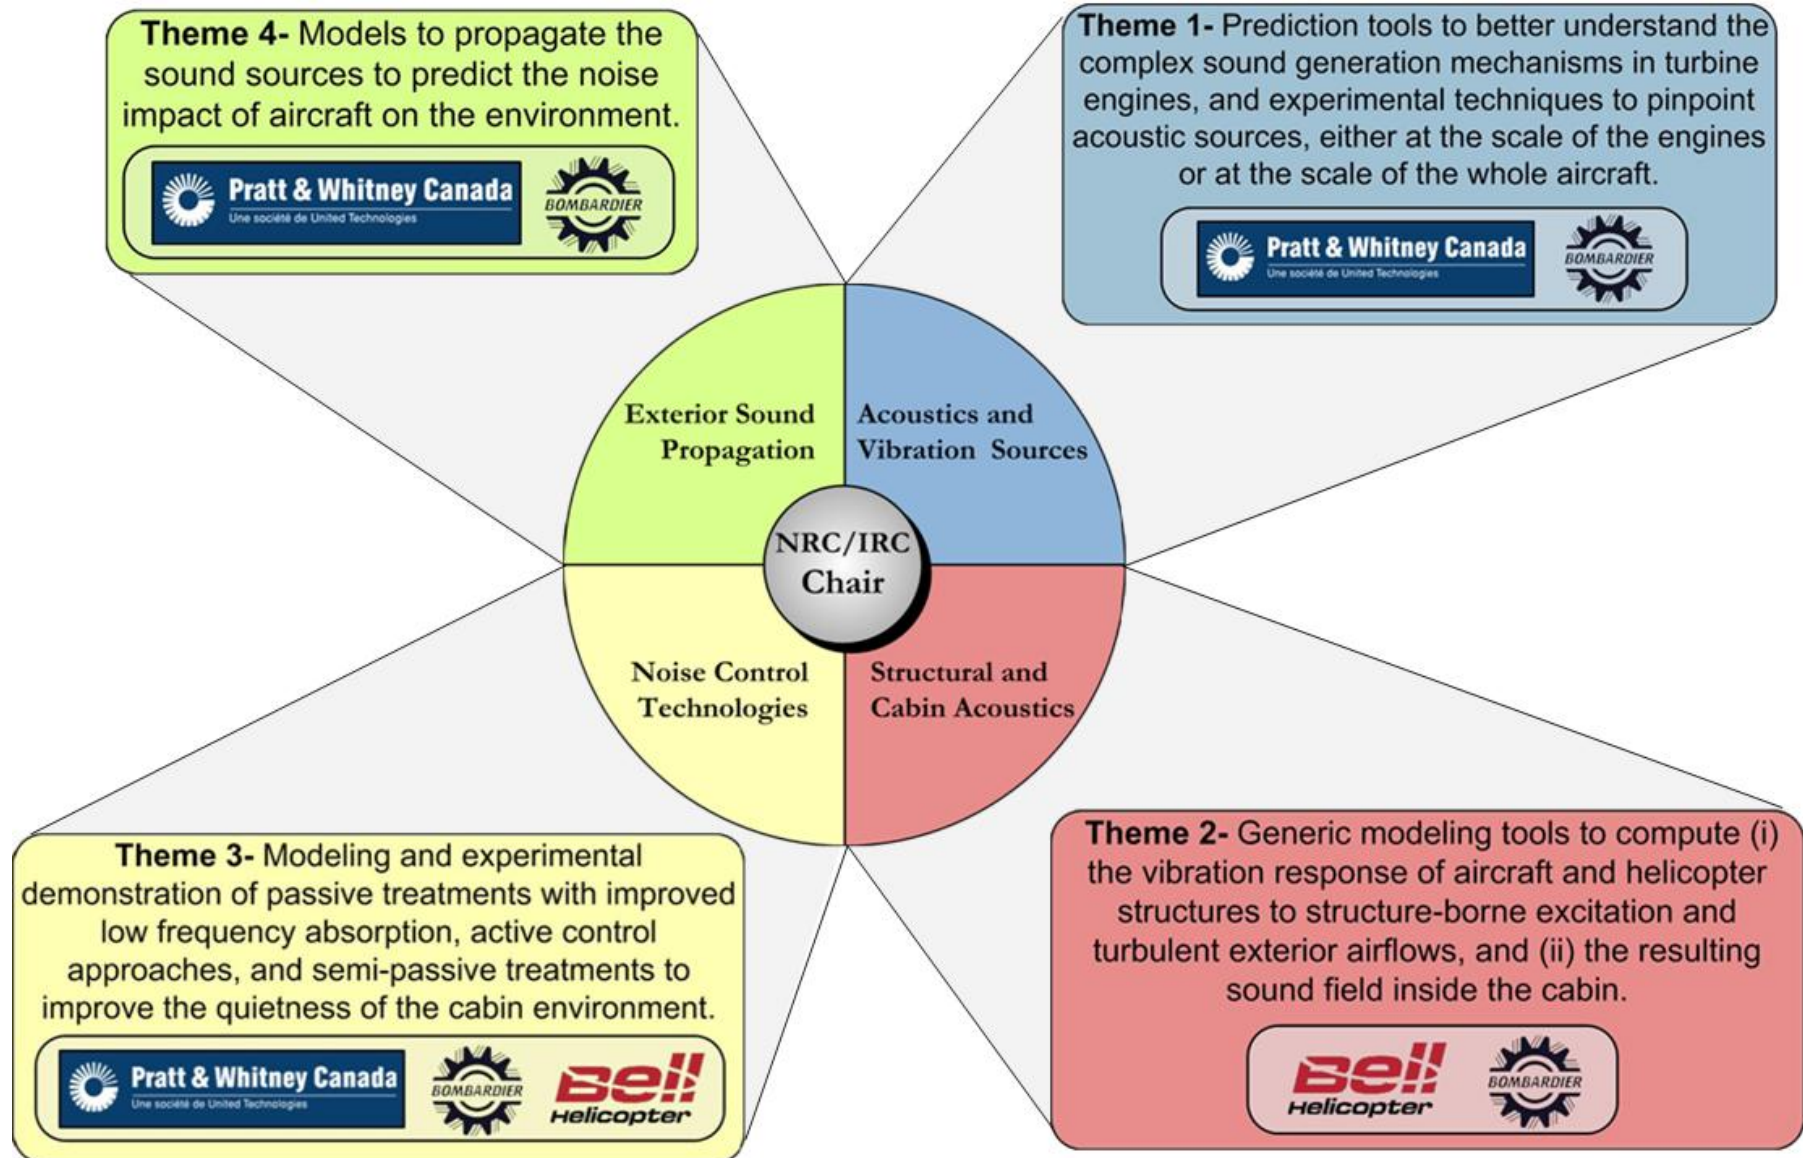 Theme 4- Models to propagate the
sound sources to predict the noise
impact of aircraft on the environment.
Pratt & Whitney Canada
Une société de United Technologies
BOMBARDIER
Theme 1- Prediction tools to better understand the
complex sound generation mechanisms in turbine
engines, and experimental techniques to pinpoint
acoustic sources, either at the scale of the engines
or at the scale of the whole aircraft.
Pratt & Whitney Canada
Une société de United Technologies
BOMBARDIER
Exterior Sound
Propagation
Acoustics and
Vibration Sources
NRC/IRC
Chair
Noise Control
Technologies
Structural and
Cabin Acoustics
Theme 3- Modeling and experimental
demonstration of passive treatments with improved
low frequency absorption, active control
approaches, and semi-passive treatments to
improve the quietness of the cabin environment.
Pratt & Whitney Canada
Une société de United Technologies
BOMBARDIER
Bell
Helicopter
Theme 2- Generic modeling tools to compute (i)
the vibration response of aircraft and helicopter
structures to structure-borne excitation and
turbulent exterior airflows, and (ii) the resulting
sound field inside the cabin.
Bell
Helicopter
BOMBARDIER